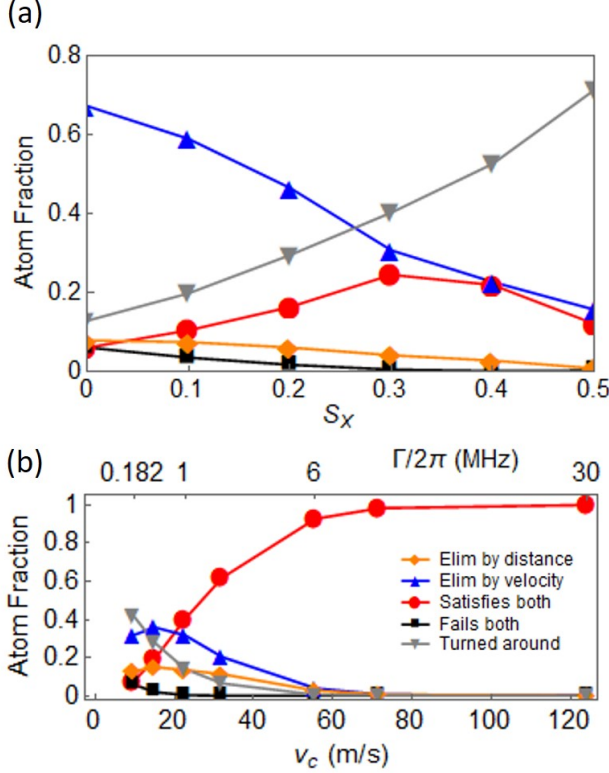 (a)
0.8
0.6
0.4
0.2
0
Atom Fraction
0 0.1 0.2 0.3 0.4 0.5
S_X
(b)
Γ/2π (MHz)
0.182 1 6 30
1
0.8
0.6
0.4
0.2
0
Atom Fraction
Elim by distance
Elim by velocity
Satisfies both
Fails both
Turned around
0 20 40 60 80 100 120
v_c (m/s)